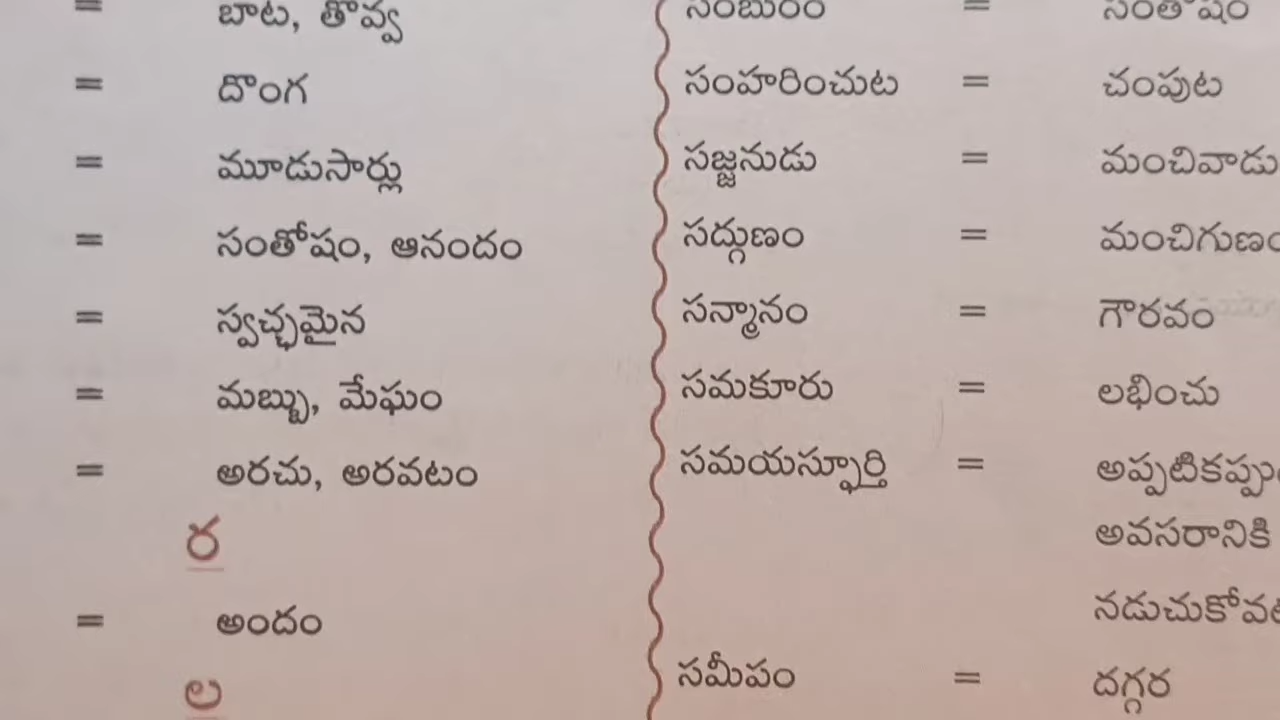 = బాట, తోవ్వ
= దొంగ
= మూడుసార్లు
= సంతోషం, ఆనందం
= స్వచ్ఛమైన
= మబ్బు, మేఘం
= అరచు, అరవటం
ర
= అందం
ల
సంబురం = సంతోషం
సంహరించుట = చంపుట
సజ్జనుడు = మంచివాడు
సద్గుణం = మంచిగుణం
సన్మానం = గౌరవం
సమకూరు = లభించు
సమయస్ఫూర్తి =
అవసరానికి
సమీపం = దగ్గర